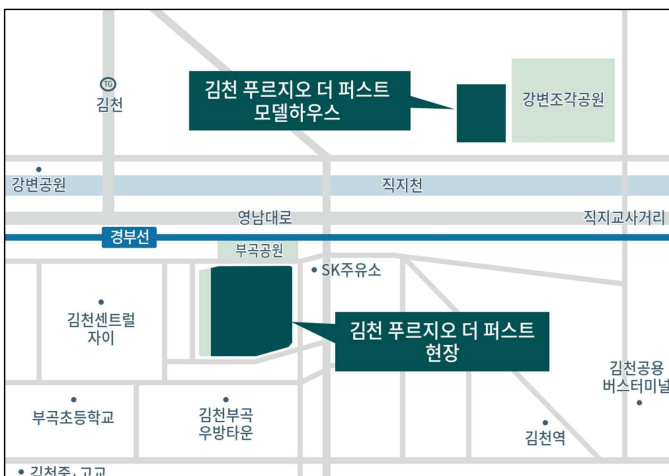 TG
김천
김천 푸르지오 더 퍼스트
모델하우스
강변조각공원
강변공원
직지천
영남대로
직지교사거리
경부선
부곡공원
SK주유소
김천센트럴
자이
김천 푸르지오 더 퍼스트
현장
김천공용
버스터미널
부곡초등학교
김천부곡
우방타운
김천역
김천중·고교